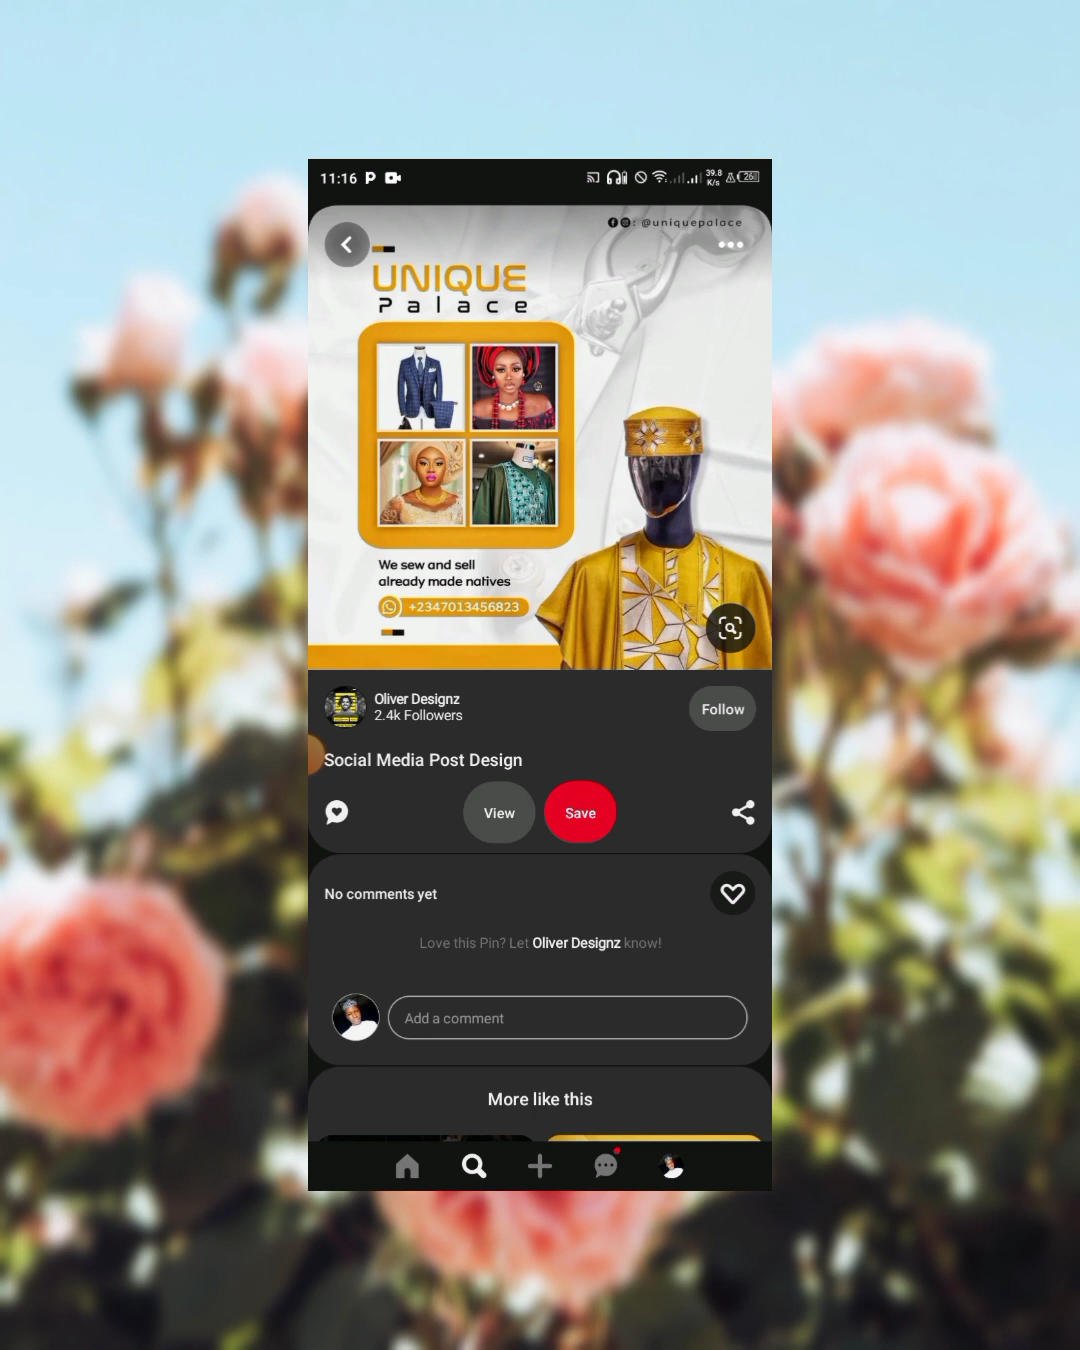 11:16
39.8
K/s
26
@uniquepalace
UNIQUE
Palace
We sew and sell
already made natives
+2347013456823
Oliver Designz
2.4k Followers
Follow
Social Media Post Design
View
Save
No comments yet
Love this Pin? Let Oliver Designz know!
Add a comment
More like this